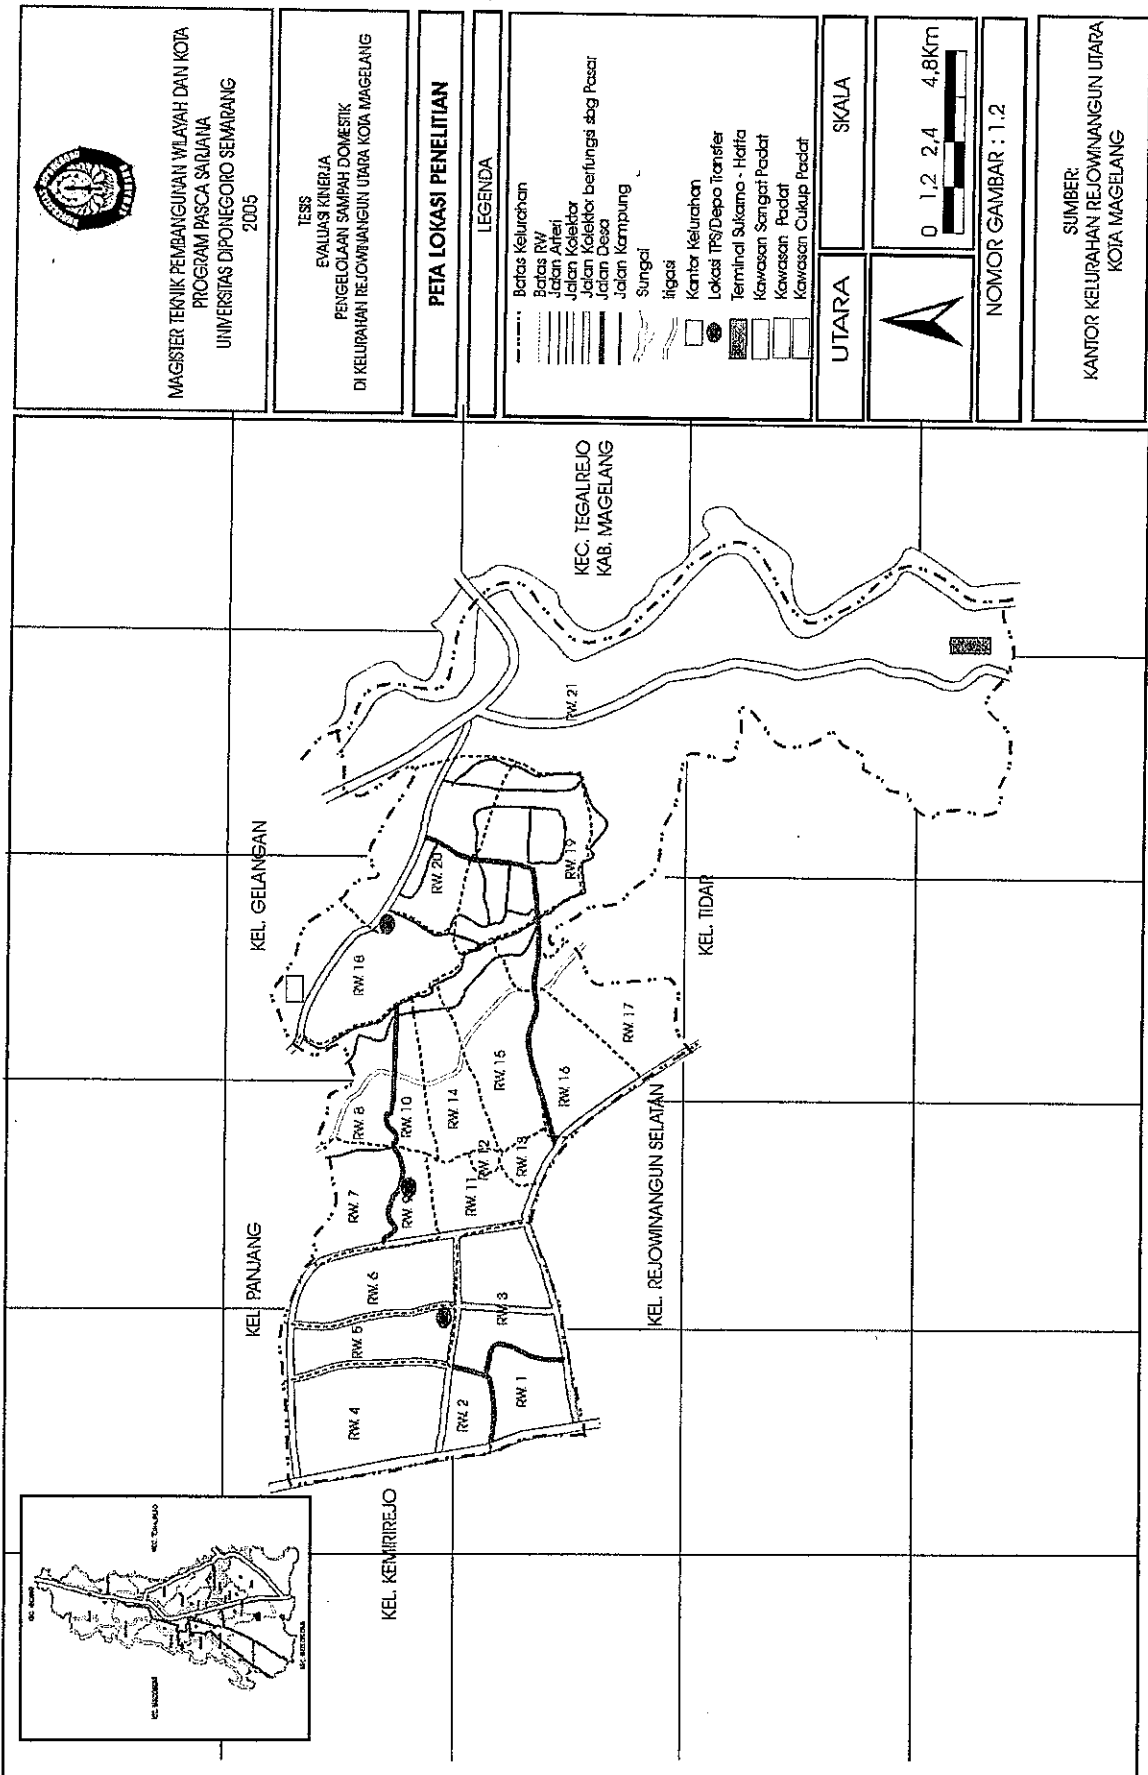 MAGISTER TEKNIK PEMBANGUNAN WILAYAH DAN KOTA
PROGRAM PASCA SARJANA
UNIVERSITAS DIPONEGORO SEMARANG
2005
TESIS
EVALUASI KINERJA
PENGELOLAAN SAMPAH DOMESTIK
DI KELURAHAN REJOWINANGUN UTARA KOTA MAGELANG
PETA LOKASI PENELITIAN
LEGENDA
Batas Kelurahan
Batas RW
Jalan Arteri
Jalan Kolektor
Jalan Kolektor berfungsi sbg Pasar
Jalan Desa
Jalan Kampung
Sungai
Irigasi
Kantor Kelurahan
Lokasi TPS/Depo Transfer
Terminal Sukarno - Hatta
Kawasan Sangat Padat
Kawasan Padat
Kawasan Cukup Padat
UTARA
SKALA
0 1,2 2,4 4,8Km
NOMOR GAMBAR : 1.2
SUMBER:
KANTOR KELURAHAN REJOWINANGUN UTARA
KOTA MAGELANG
KEL. KEMIRIREJO
KEL. PANJANG
KEL. GELANGAN
KEC. TEGALREJO
KAB. MAGELANG
KEL. REJOWINANGUN SELATAN
KEL. TIDAR
RW. 4
RW. 5
RW. 6
RW. 2
RW. 1
RW. 3
RW. 7
RW. 8
RW. 9
RW. 10
RW. 11
RW. 12
RW. 13
RW. 14
RW. 15
RW. 16
RW. 17
RW. 18
RW. 20
RW. 19
RW. 21